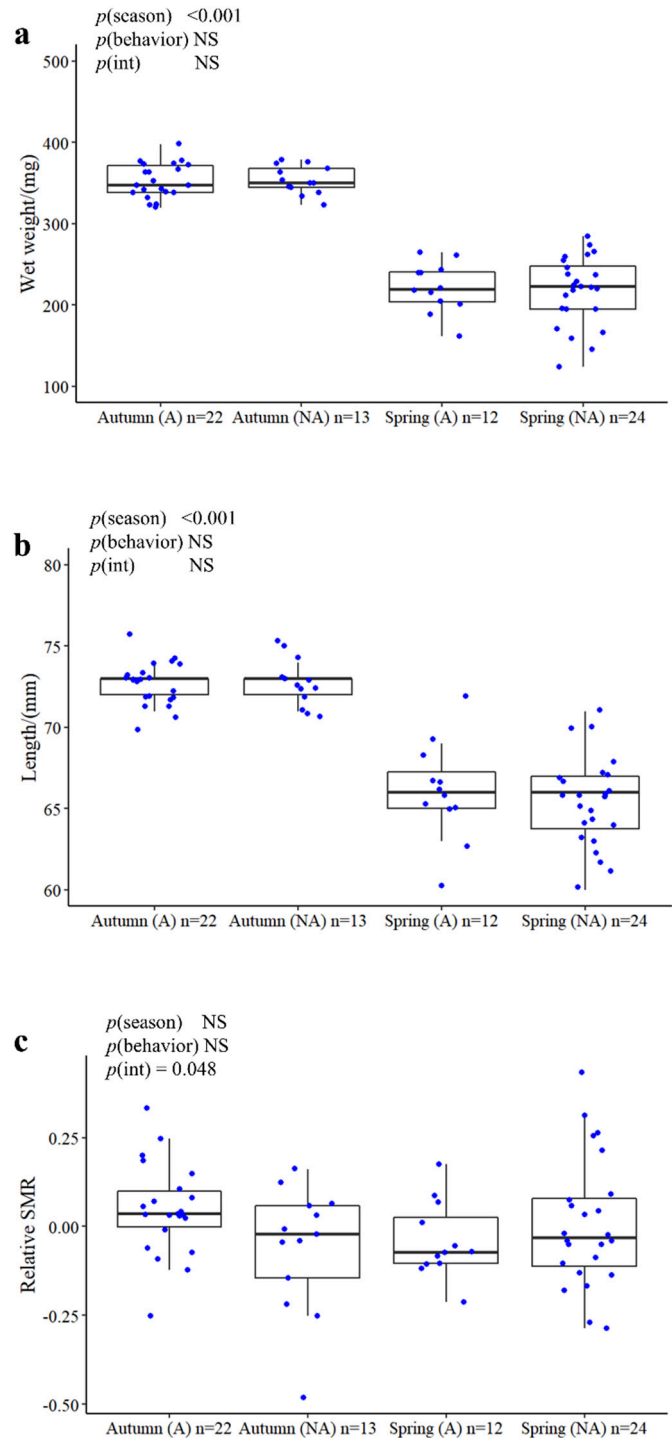 a
p(season) <0.001
p(behavior) NS
p(int) NS
Wet weight/(mg)
500
400
300
200
100
Autumn (A) n=22 Autumn (NA) n=13 Spring (A) n=12 Spring (NA) n=24
b
p(season) <0.001
p(behavior) NS
p(int) NS
Length/(mm)
80
75
70
65
60
Autumn (A) n=22 Autumn (NA) n=13 Spring (A) n=12 Spring (NA) n=24
c
p(season) NS
p(behavior) NS
p(int) = 0.048
Relative SMR
0.25
0.00
-0.25
-0.50
Autumn (A) n=22 Autumn (NA) n=13 Spring (A) n=12 Spring (NA) n=24